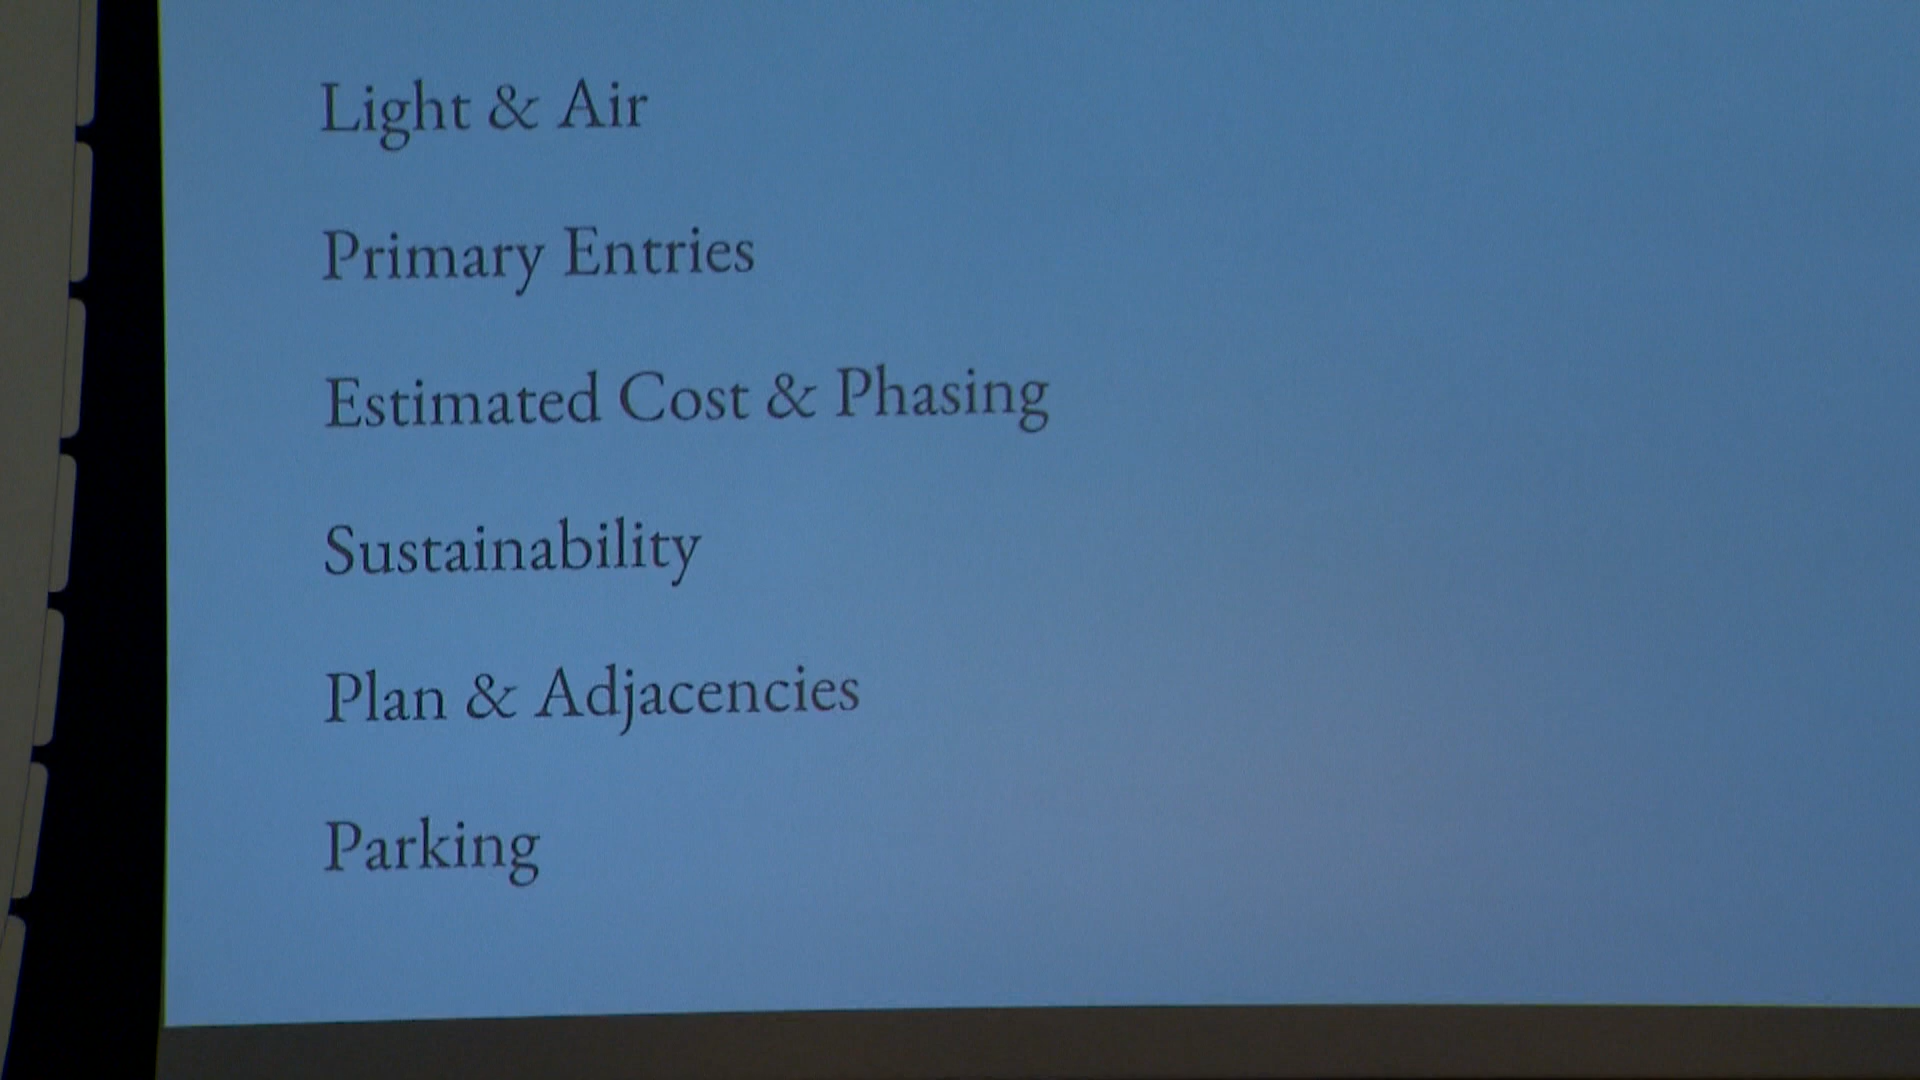 Light & Air
Primary Entries
Estimated Cost & Phasing
Sustainability
Plan & Adjacencies
Parking